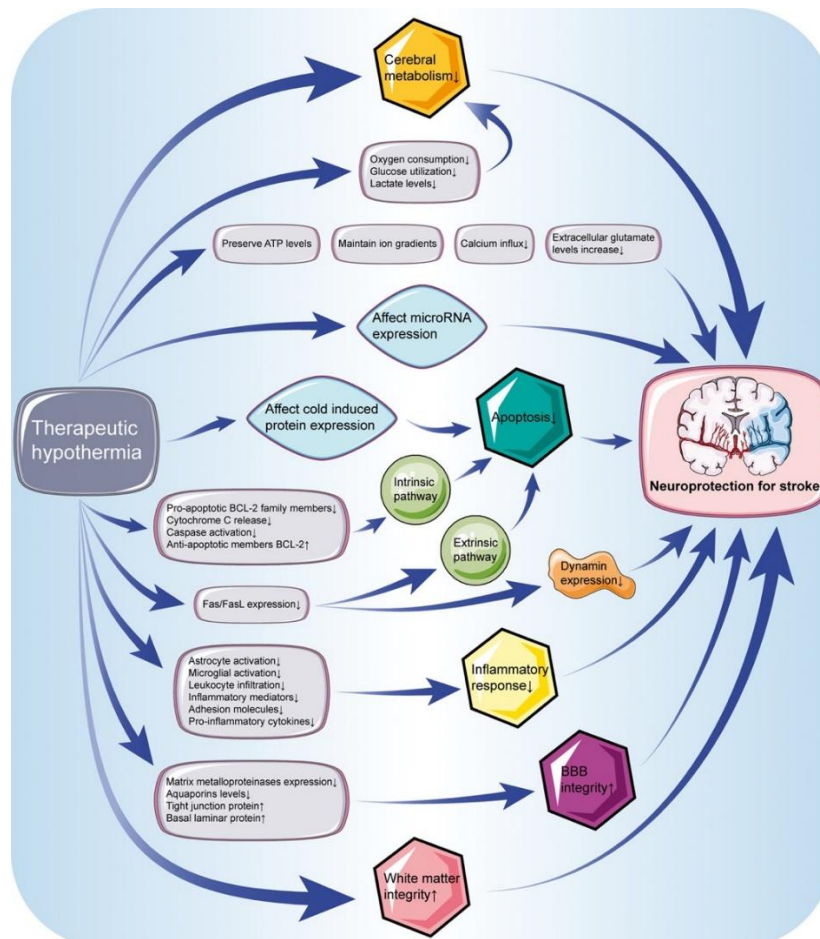 Cerebral
metabolism↓
Oxygen consumption↓
Glucose utilization↓
Lactate levels↓
Preserve ATP levels
Maintain ion gradients
Calcium influx↓
Extracellular glutamate
levels increase↓
Affect microRNA
expression
Therapeutic
hypothermia
Affect cold induced
protein expression
Apoptosis↓
Neuroprotection for stroke
Intrinsic
pathway
Pro-apoptotic BCL-2 family members↓
Cytochrome C release↓
Caspase activation↓
Anti-apoptotic members BCL-2↑
Extrinsic
pathway
Dynamin
expression↓
Fas/FasL expression↓
Astrocyte activation↓
Microglial activation↓
Leukocyte infiltration↓
Inflammatory mediators↓
Adhesion molecules↓
Pro-inflammatory cytokines↓
Inflammatory
response↓
Matrix metalloproteinases expression↓
Aquaporins levels↓
Tight junction protein↑
Basal laminar protein↑
BBB
integrity↑
White matter
integrity↑